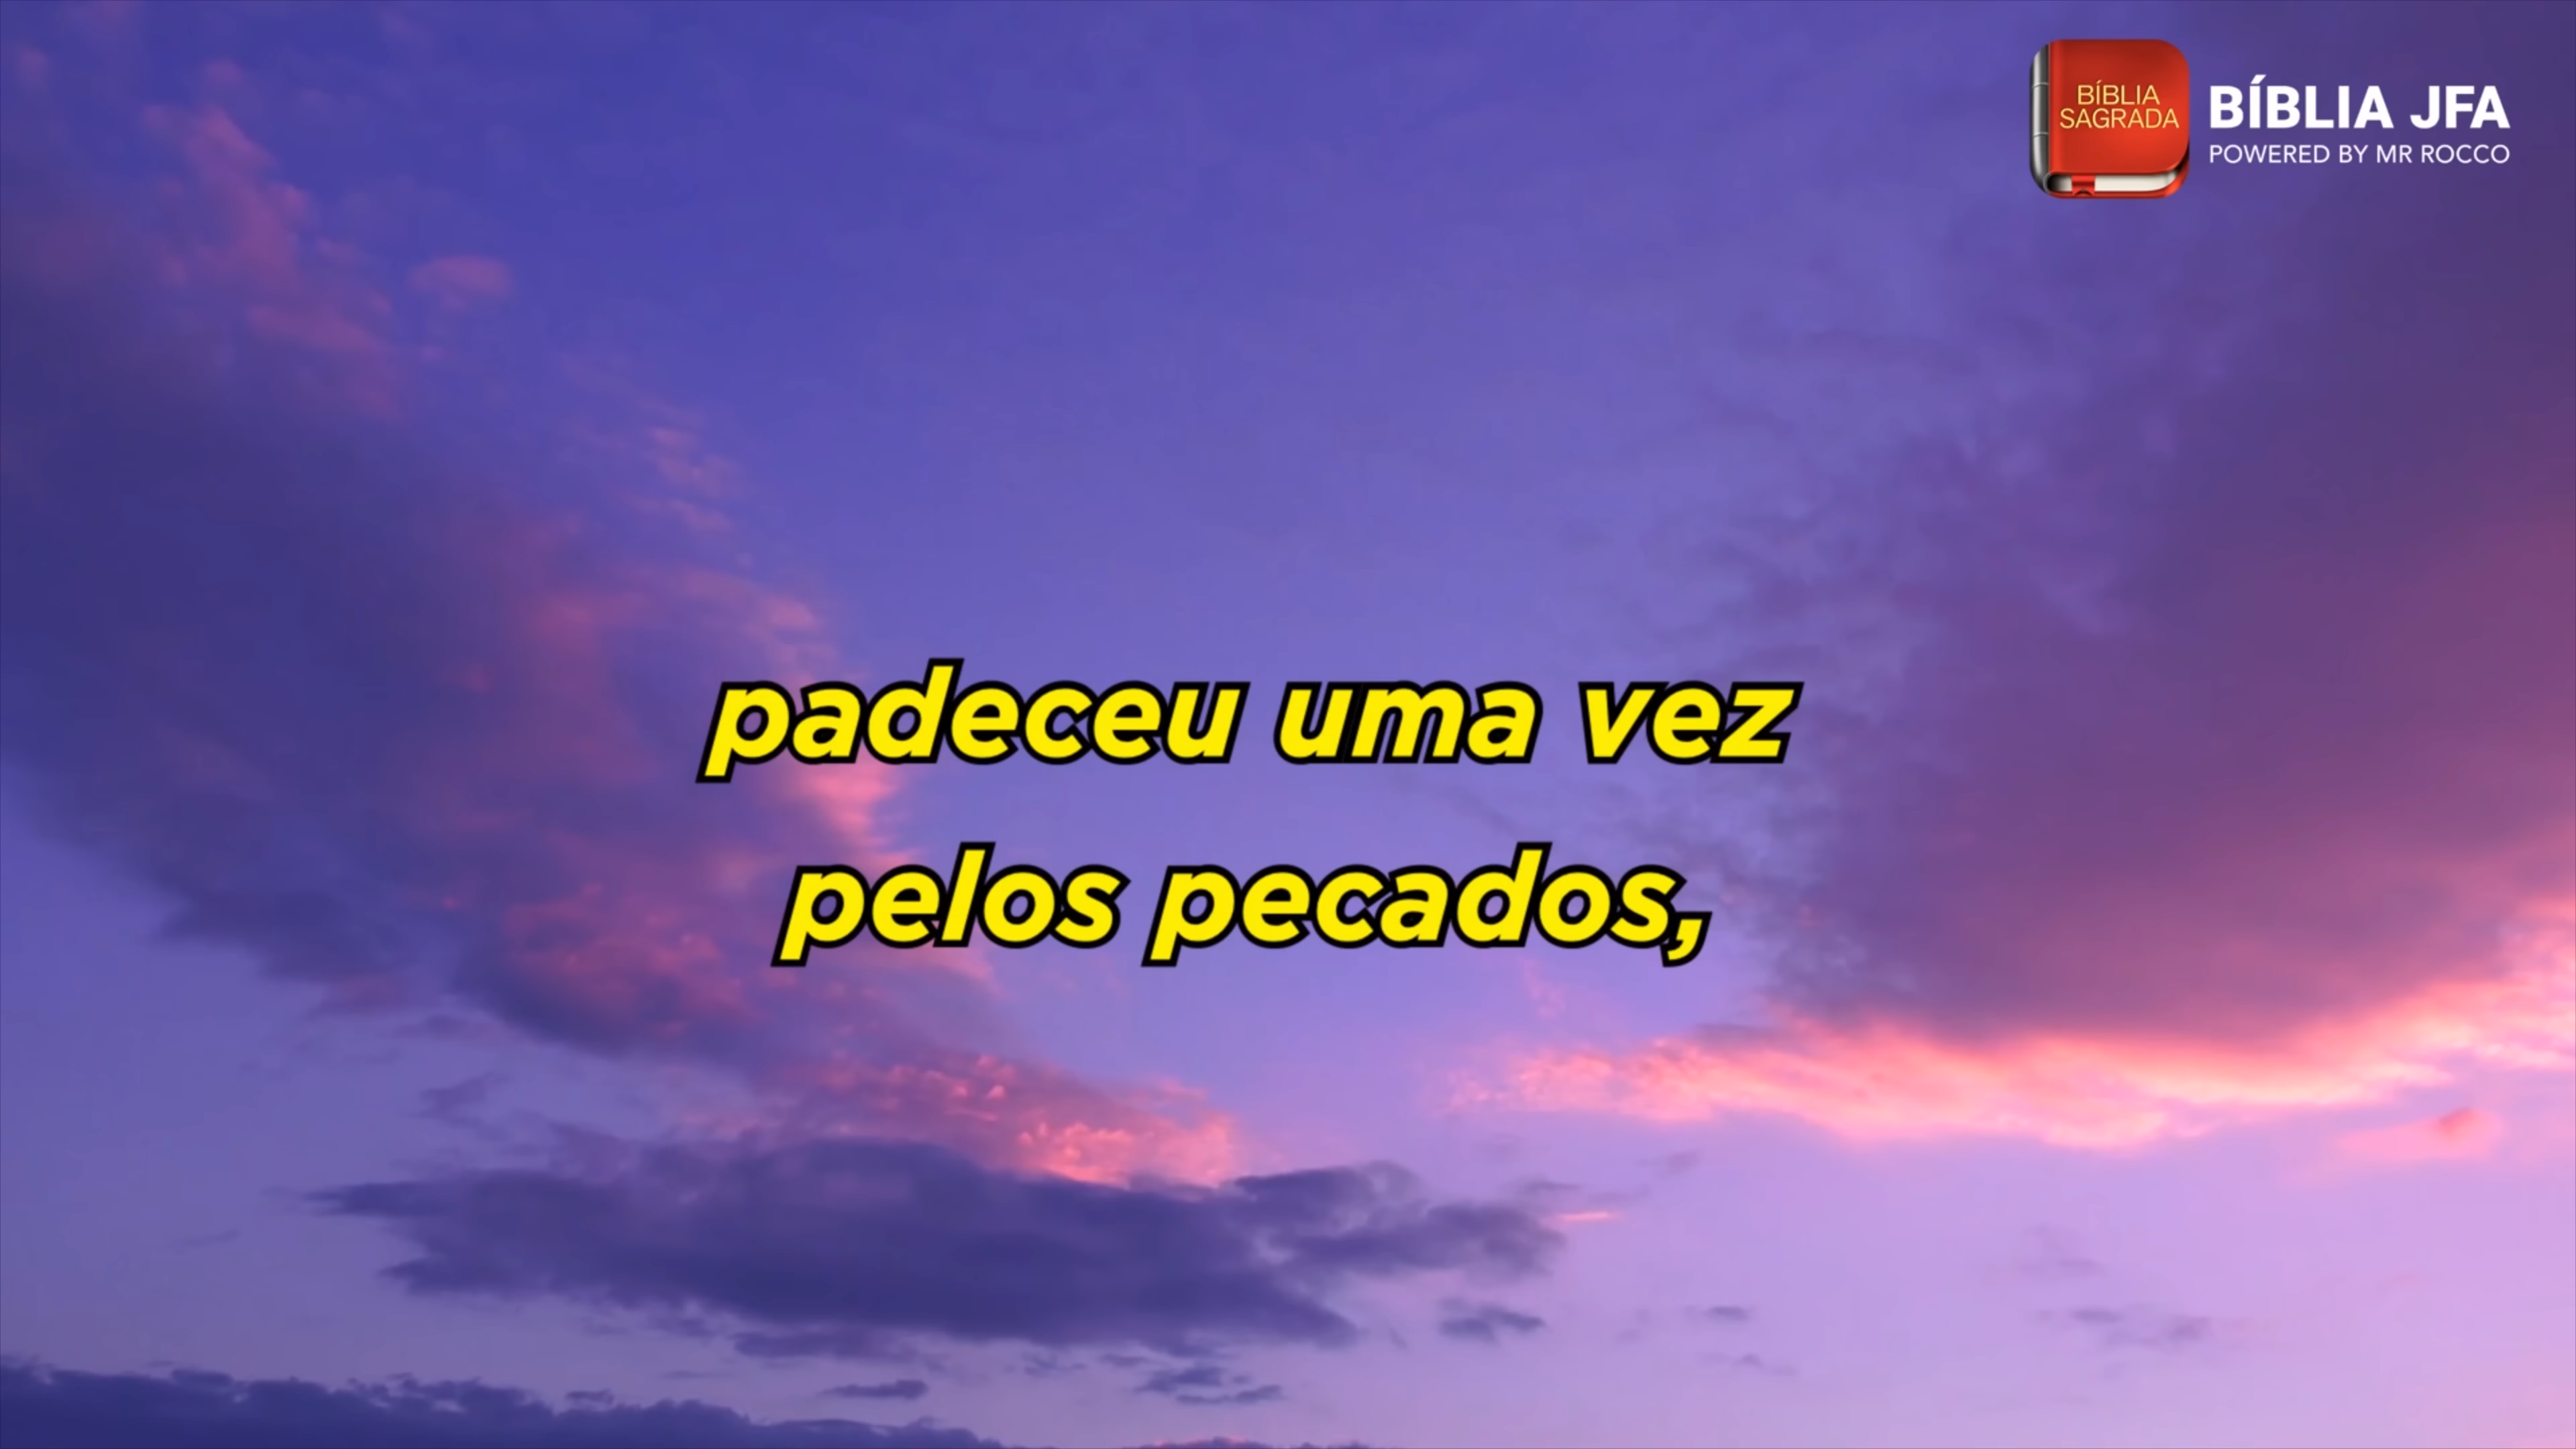 BÍBLIA
SAGRADA
BÍBLIA JFA
POWERED BY MR ROCCO
padeceu uma vez
pelos pecados,